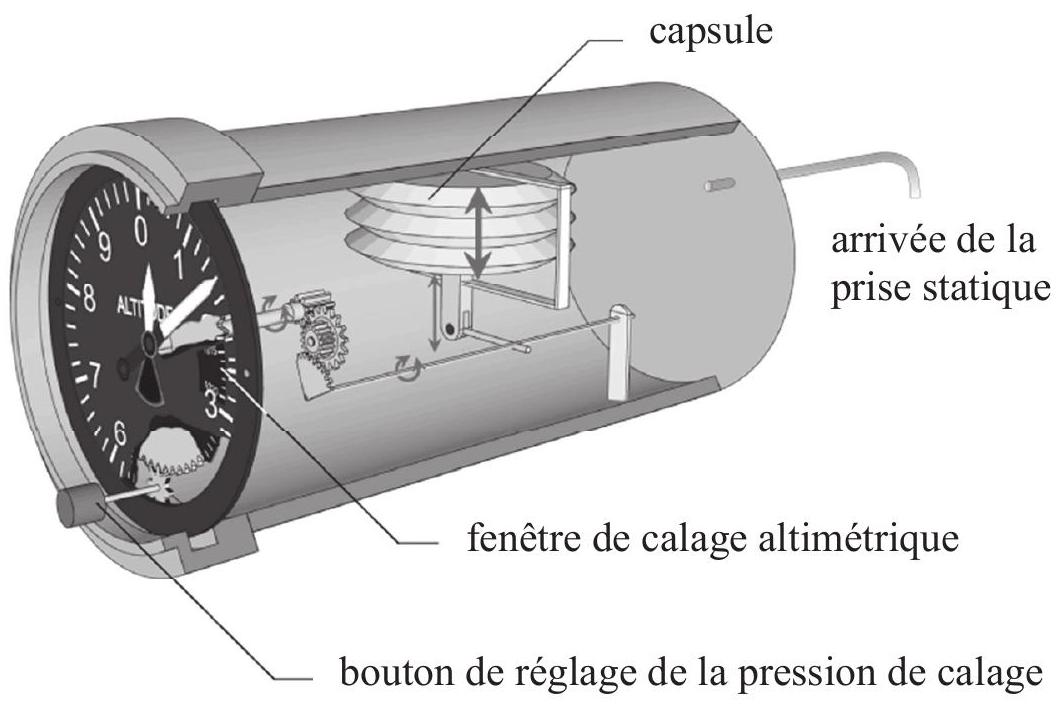 capsule
arrivée de la
prise statique
0
9
1
8
ALTITUDE
7
3
6
fenêtre de calage altimétrique
bouton de réglage de la pression de calage